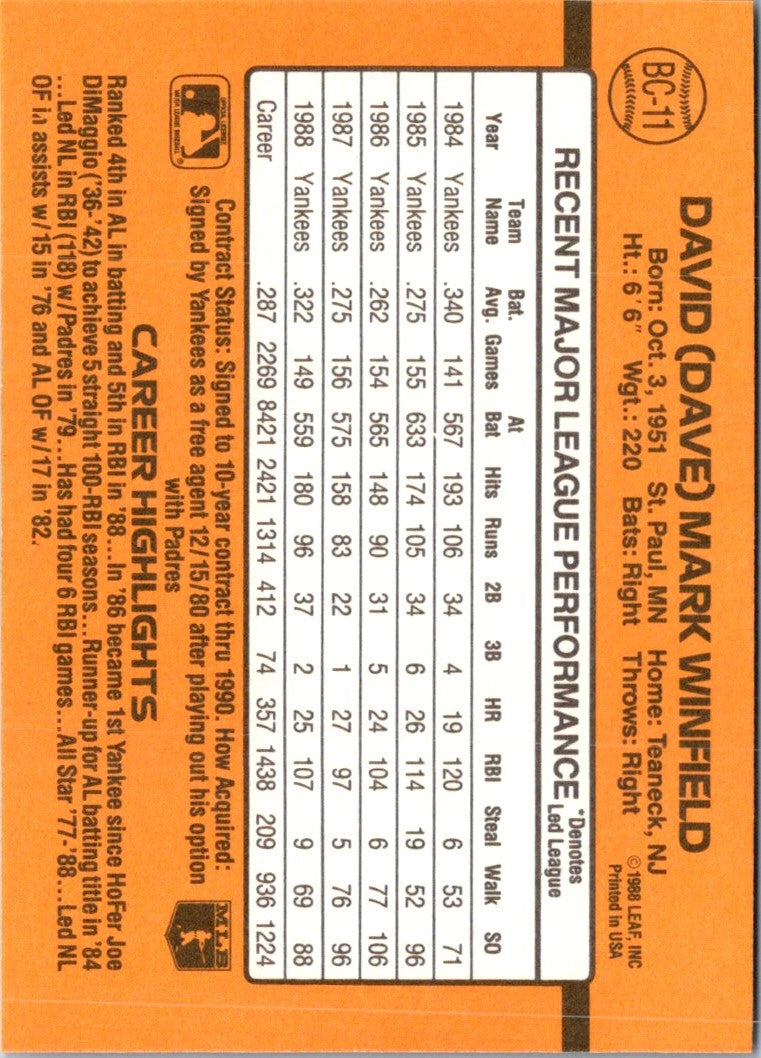 BC-11
DAVID (DAVE) MARK WINFIELD
Born: Oct. 3, 1951 St. Paul, MN Home: Teaneck, NJ
Ht.: 6'6" Wgt.: 220 Bats: Right Throws: Right
©1988 LEAF, INC
Printed in USA
RECENT MAJOR LEAGUE PERFORMANCE *Denotes
Led League
Year Team Name Bat. Avg. Games At Bat Hits Runs 2B 3B HR RBI Steal Walk SO
1984 Yankees .340 141 567 193 106 34 4 19 120 6 53 71
1985 Yankees .275 155 633 174 105 34 6 26 114 19 52 96
1986 Yankees .262 154 565 148 90 31 5 24 104 6 77 106
1987 Yankees .275 156 575 158 83 22 1 27 97 5 76 96
1988 Yankees .322 149 559 180 96 37 2 25 107 9 69 88
Career .287 2269 8421 2421 1314 412 74 357 1438 209 936 1224
OFFICIAL LICENSEE
MAJOR LEAGUE BASEBALL
®
Contract Status: Signed to 10-year contract thru 1990. How Acquired:
Signed by Yankees as a free agent 12/15/80 after playing out his option
with Padres
MLB
CAREER HIGHLIGHTS
Ranked 4th in AL in batting and 5th in RBI in '88...In '86 became 1st Yankee since HoFer Joe
DiMaggio ('36-'42) to achieve 5 straight 100-RBI seasons...Runner-up for AL batting title in '84
...Led NL in RBI (118) w/Padres in '79...Has had four 6 RBI games...All Star '77-'88...Led NL
OF in assists w/15 in '76 and AL OF w/17 in '82.